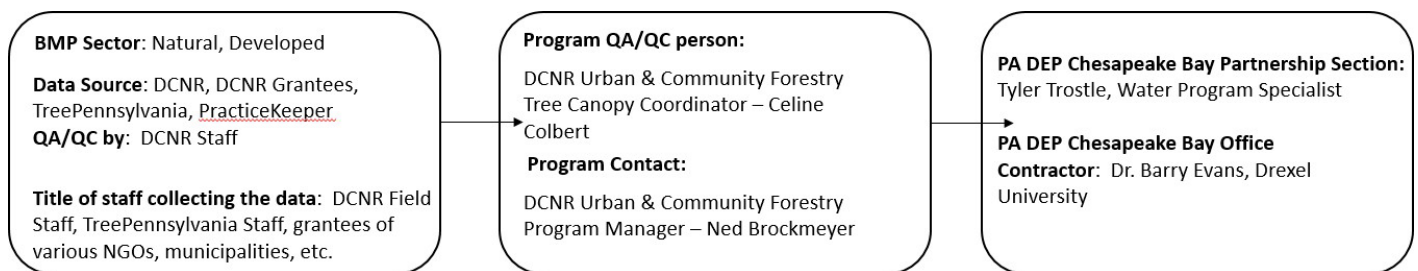 BMP Sector: Natural, Developed
Data Source: DCNR, DCNR Grantees,
TreePennsylvania, PracticeKeeper
QA/QC by: DCNR Staff
Title of staff collecting the data: DCNR Field
Staff, TreePennsylvania Staff, grantees of
various NGOs, municipalities, etc.
Program QA/QC person:
DCNR Urban & Community Forestry
Tree Canopy Coordinator – Celine
Colbert
Program Contact:
DCNR Urban & Community Forestry
Program Manager – Ned Brockmeyer
PA DEP Chesapeake Bay Partnership Section:
Tyler Trostle, Water Program Specialist
PA DEP Chesapeake Bay Office
Contractor: Dr. Barry Evans, Drexel
University